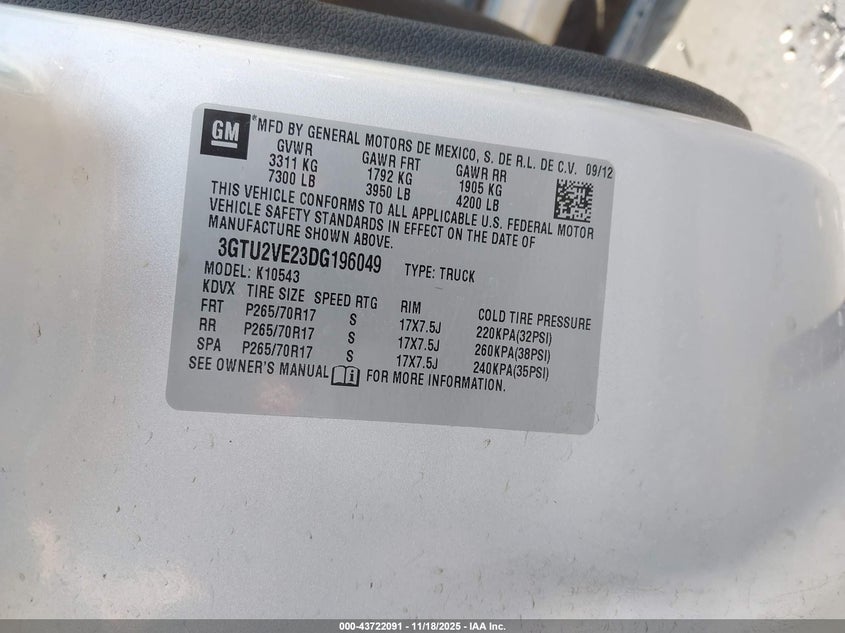 GM *MFD BY GENERAL MOTORS DE MEXICO, S. DE R.L. DE C.V. 09/12
GVWR GAWR FRT GAWR RR
3311 KG 1792 KG 1905 KG
7300 LB 3950 LB 4200 LB
THIS VEHICLE CONFORMS TO ALL APPLICABLE U.S. FEDERAL MOTOR
VEHICLE SAFETY STANDARDS IN EFFECT ON THE DATE OF
MANUFACTURE SHOWN ABOVE.
3GTU2VE23DG196049 TYPE: TRUCK
MODEL: K10543
KDVX TIRE SIZE SPEED RTG RIM COLD TIRE PRESSURE
FRT P265/70R17 S 17X7.5J 220KPA(32PSI)
RR P265/70R17 S 17X7.5J 260KPA(38PSI)
SPA P265/70R17 S 17X7.5J 240KPA(35PSI)
SEE OWNER'S MANUAL FOR MORE INFORMATION.
000-43722091 - 11/18/2025 - IAA Inc.